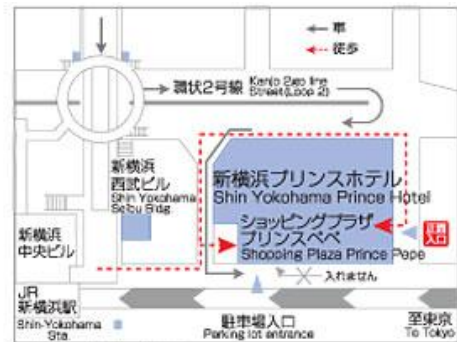 車
徒歩
環状2号線
Kanjo 2go line
Street(Loop 2)
新横浜
西武ビル
Shin Yokohama
Seibu Bldg
新横浜プリンスホテル
Shin Yokohama Prince Hotel
ショッピングプラザ
プリンスペペ
Shopping Plaza Prince Pepe
正面
入口
新横浜
中央ビル
入れません
JR
新横浜駅
Shin-Yokohama
Sta.
駐車場入口
Parking lot entrance
至東京
To Tokyo